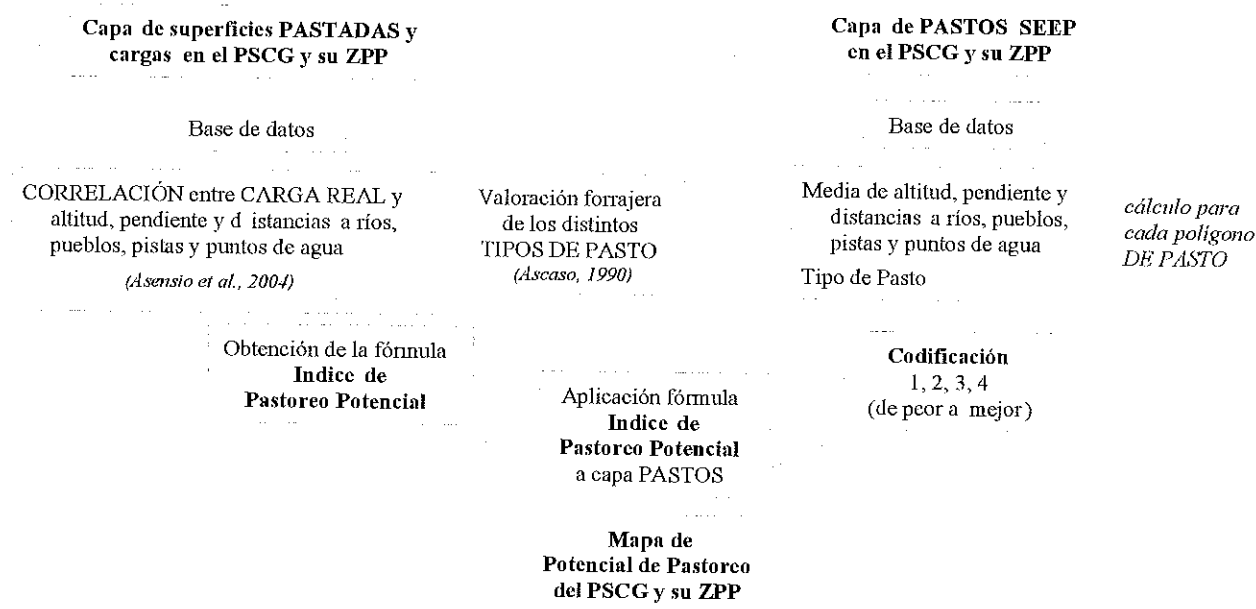 Capa de superficies PASTADAS y
cargas en el PSCG y su ZPP
Capa de PASTOS SEEP
en el PSCG y su ZPP
Base de datos
Base de datos
CORRELACIÓN entre CARGA REAL y
altitud, pendiente y d istancias a ríos,
pueblos, pistas y puntos de agua
(Asensio et al., 2004)
Valoración forrajera
de los distintos
TIPOS DE PASTO
(Ascaso, 1990)
Media de altitud, pendiente y
distancias a ríos, pueblos,
pistas y puntos de agua
Tipo de Pasto
cálculo para
cada polígono
DE PASTO
Obtención de la fórmula
Indice de
Pastoreo Potencial
Aplicación fórmula
Indice de
Pastoreo Potencial
a capa PASTOS
Codificación
1, 2, 3, 4
(de peor a mejor)
Mapa de
Potencial de Pastoreo
del PSCG y su ZPP